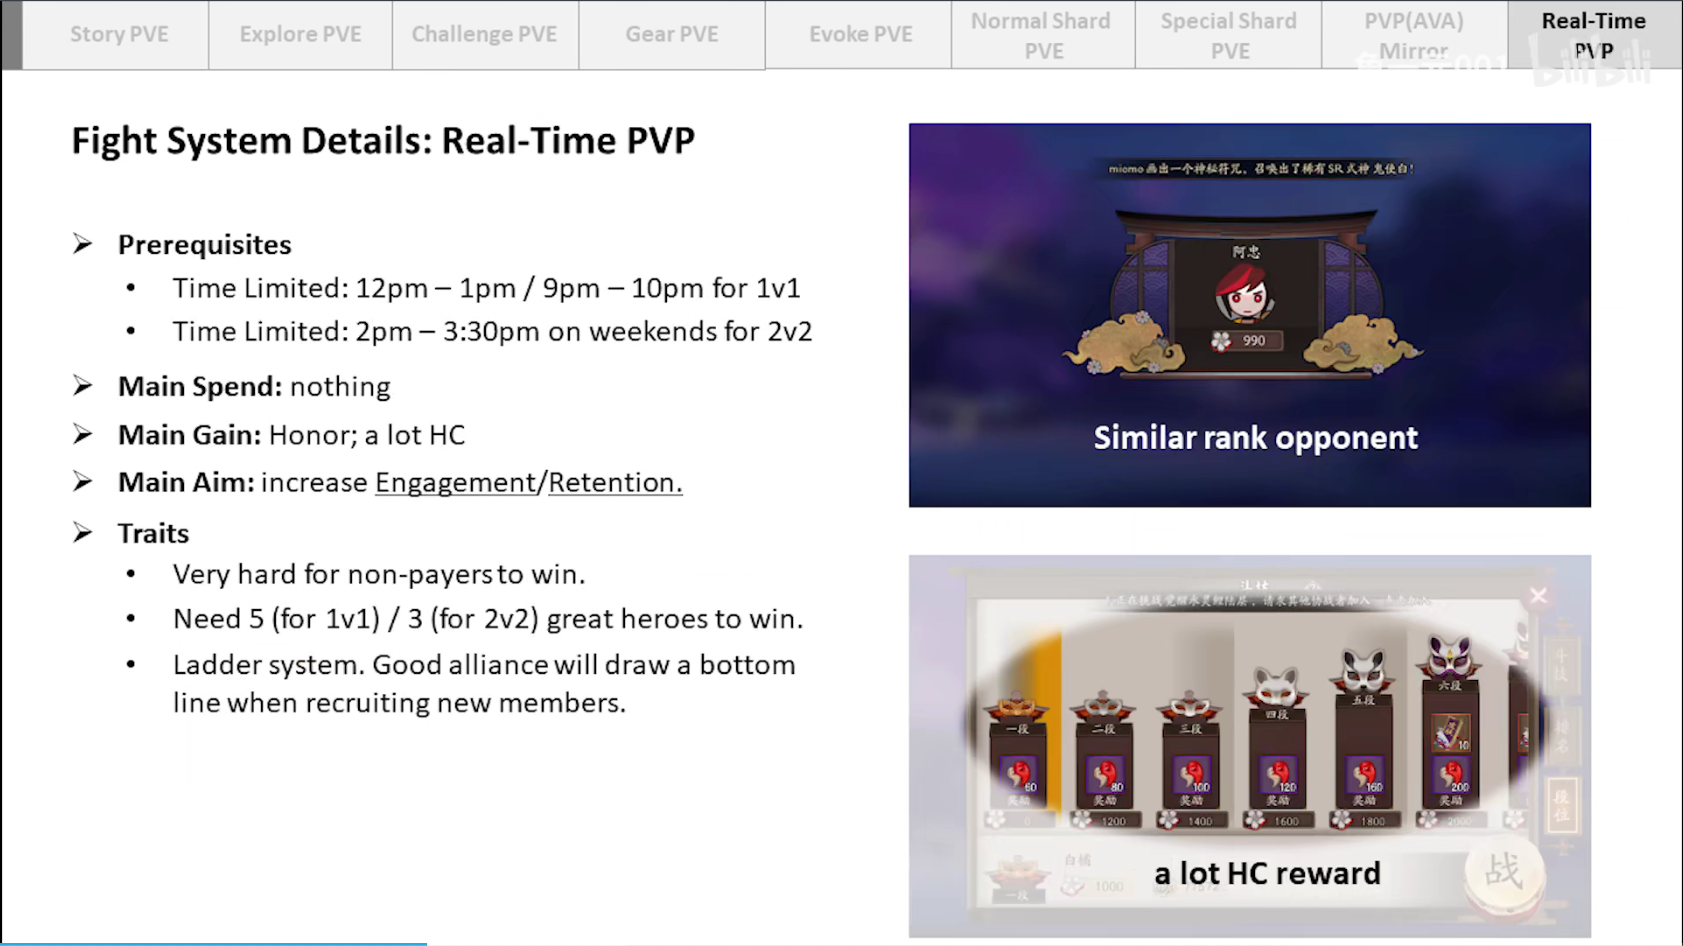 Story PVE
Explore PVE
Challenge PVE
Gear PVE
Evoke PVE
Normal Shard PVE
Special Shard PVE
PVP(AVA) Mirror
Real-Time PVP
bilibili
Fight System Details: Real-Time PVP
Prerequisites
Time Limited: 12pm – 1pm / 9pm – 10pm for 1v1
Time Limited: 2pm – 3:30pm on weekends for 2v2
Main Spend: nothing
Main Gain: Honor; a lot HC
Main Aim: increase Engagement/Retention.
Traits
Very hard for non-payers to win.
Need 5 (for 1v1) / 3 (for 2v2) great heroes to win.
Ladder system. Good alliance will draw a bottom
line when recruiting new members.
miomo 画出一个神秘符咒，召唤出了稀有SR式神 鬼使白！
阿忠
990
Similar rank opponent
一段 二段 三段 四段 五段 六段
10
60 80 100 120 160 200
奖励 奖励 奖励 奖励 奖励 奖励
0 1200 1400 1600 1800 2000
段位
1000
一段
战
a lot HC reward